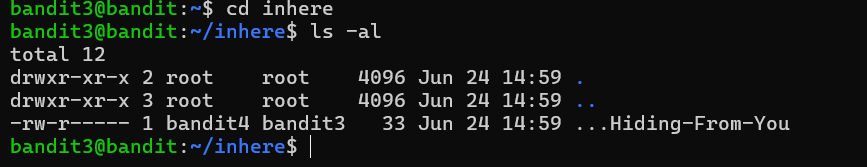 bandit3@bandit:~$ cd inhere
bandit3@bandit:~/inhere$ ls -al
total 12
drwxr-xr-x 2 root    root    4096 Jun 24 14:59 .
drwxr-xr-x 3 root    root    4096 Jun 24 14:59 ..
-rw-r----- 1 bandit4 bandit3   33 Jun 24 14:59 ...Hiding-From-You
bandit3@bandit:~/inhere$